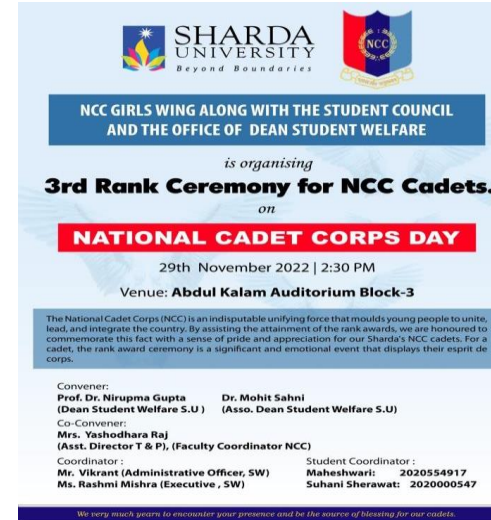 SHARDA
UNIVERSITY
Beyond Boundaries
NCC
NCC GIRLS WING ALONG WITH THE STUDENT COUNCIL
AND THE OFFICE OF DEAN STUDENT WELFARE
is organising
3rd Rank Ceremony for NCC Cadets.
on
NATIONAL CADET CORPS DAY
29th November 2022 | 2:30 PM
Venue: Abdul Kalam Auditorium Block-3
The National Cadet Corps (NCC) is an indisputable unifying force that moulds young people to unite,
lead, and integrate the country. By assisting the attainment of the rank awards, we are honoured to
commemorate this fact with a sense of pride and appreciation for our Sharda's NCC cadets. For a
cadet, the rank award ceremony is a significant and emotional event that displays their esprit de
corps.
Convener:
Prof. Dr. Nirupma Gupta Dr. Mohit Sahni
(Dean Student Welfare S.U ) (Asso. Dean Student Welfare S.U)
Co-Convener:
Mrs. Yashodhara Raj
(Asst. Director T & P), (Faculty Coordinator NCC)
Coordinator : Student Coordinator :
Mr. Vikrant (Administrative Officer, SW) Maheshwari: 2020554917
Ms. Rashmi Mishra (Executive , SW) Suhani Sherawat: 2020000547
We very much yearn to encounter your presence and be the source of blessing for our cadets.